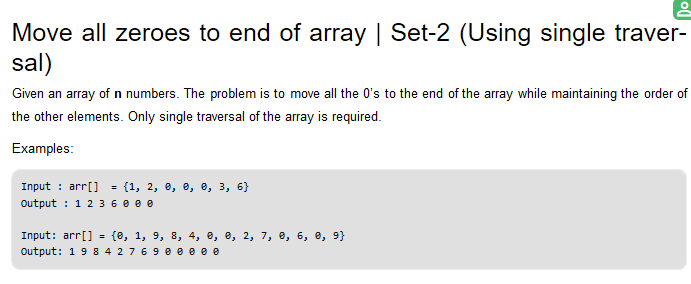 Move all zeroes to end of array | Set-2 (Using single traver-
sal)
Given an array of n numbers. The problem is to move all the 0's to the end of the array while maintaining the order of
the other elements. Only single traversal of the array is required.
Examples:
Input : arr[]  = {1, 2, 0, 0, 0, 3, 6}
Output : 1 2 3 6 0 0 0
Input: arr[] = {0, 1, 9, 8, 4, 0, 0, 2, 7, 0, 6, 0, 9}
Output: 1 9 8 4 2 7 6 9 0 0 0 0 0